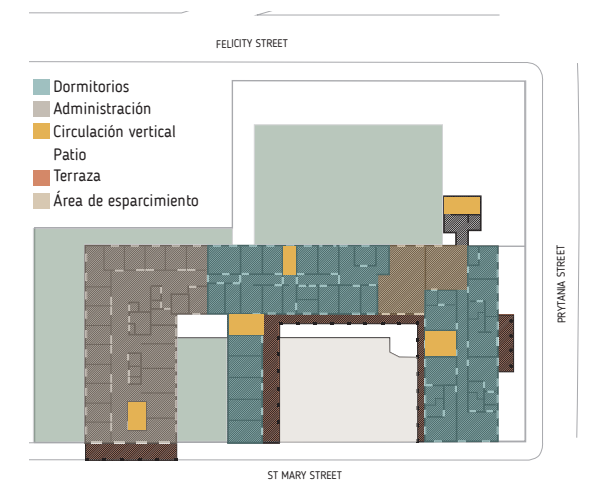 FELICITY STREET
Dormitorios
Administración
Circulación vertical
Patio
Terraza
Área de esparcimiento
PRYTANIA STREET
ST MARY STREET